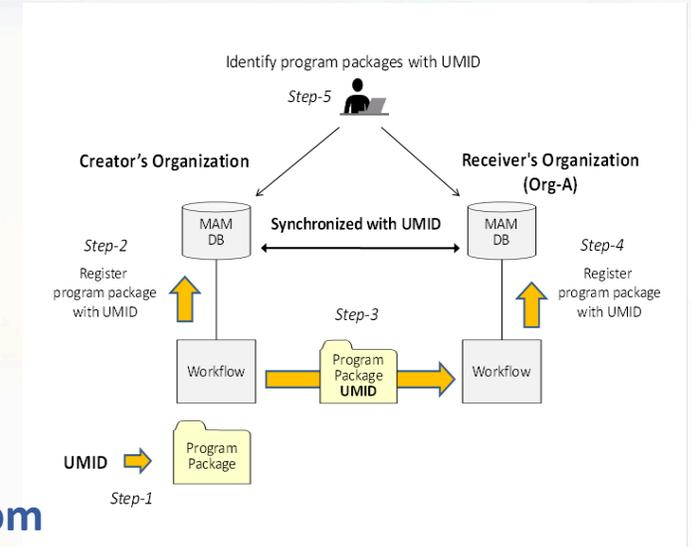 Identify program packages with UMID
Step-5
Creator's Organization
Receiver's Organization
(Org-A)
MAM
DB
Synchronized with UMID
MAM
DB
Step-2
Register
program package
with UMID
Step-4
Register
program package
with UMID
Step-3
Workflow
Program
Package
UMID
Workflow
UMID
Program
Package
Step-1
om